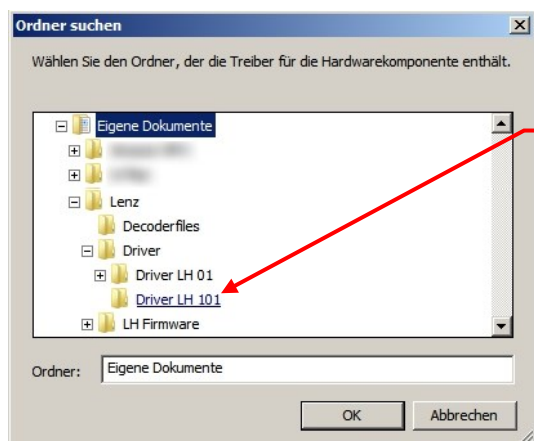 Ordner suchen
Wählen Sie den Ordner, der die Treiber für die Hardwarekomponente enthält.
Eigene Dokumente
Lenz
Decoderfiles
Driver
Driver LH 01
Driver LH 101
LH Firmware
Ordner: Eigene Dokumente
OK Abbrechen